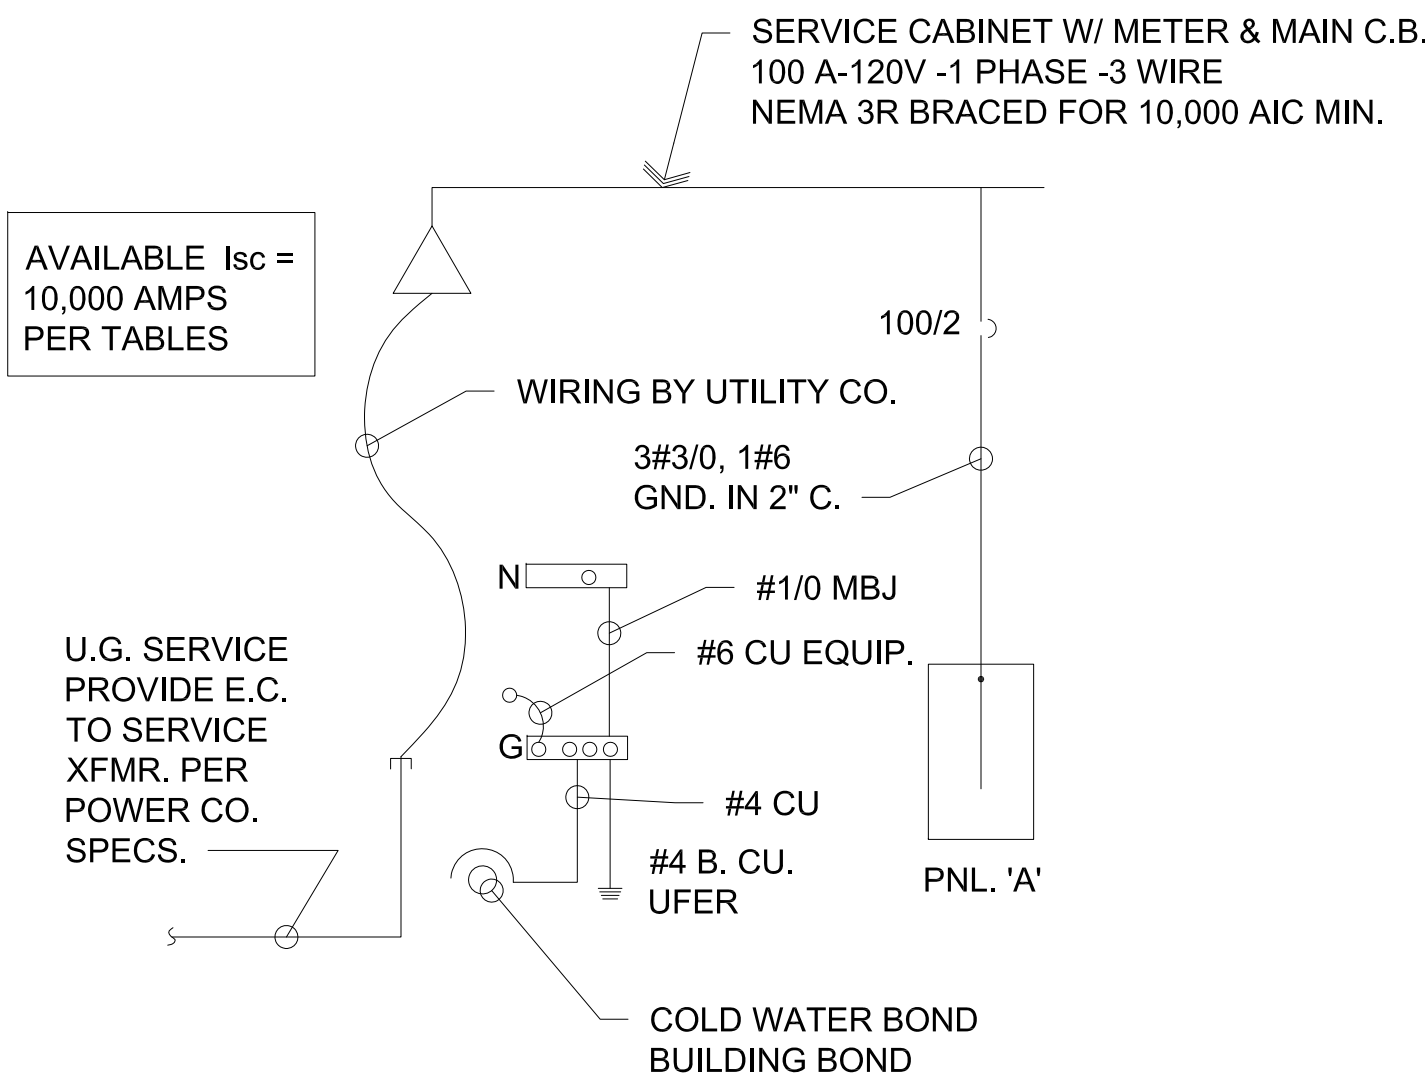 SERVICE CABINET W/ METER & MAIN C.B.
100 A-120V -1 PHASE -3 WIRE
NEMA 3R BRACED FOR 10,000 AIC MIN.
AVAILABLE Isc =
10,000 AMPS
PER TABLES
100/2
WIRING BY UTILITY CO.
3#3/0, 1#6
GND. IN 2" C.
N
#1/0 MBJ
#6 CU EQUIP.
G
#4 CU
#4 B. CU.
UFER
U.G. SERVICE
PROVIDE E.C.
TO SERVICE
XFMR. PER
POWER CO.
SPECS.
PNL. 'A'
COLD WATER BOND
BUILDING BOND